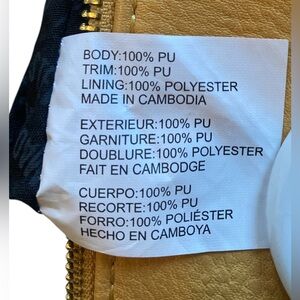 BODY:100% PU
TRIM:100% PU
LINING:100% POLYESTER
MADE IN CAMBODIA
EXTERIEUR:100% PU
GARNITURE:100% PU
DOUBLURE:100% POLYESTER
FAIT EN CAMBODGE
CUERPO:100% PU
RECORTE:100% PU
FORRO:100% POLIÉSTER
HECHO EN CAMBOYA